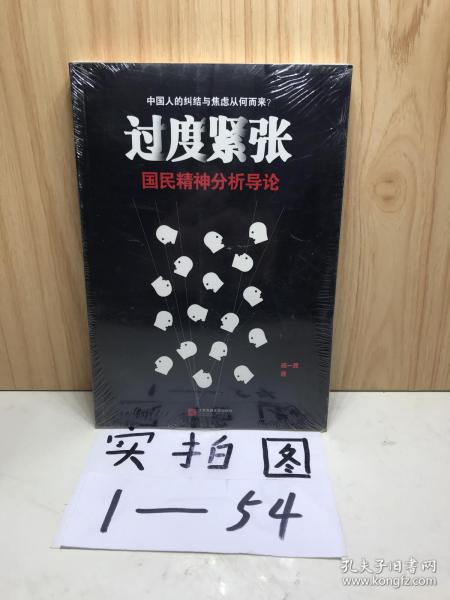 中国人的纠结与焦虑从何而来?
过度紧张
国民精神分析导论
著
实拍图
1—54
孔夫子旧书网
www.kongfz.com